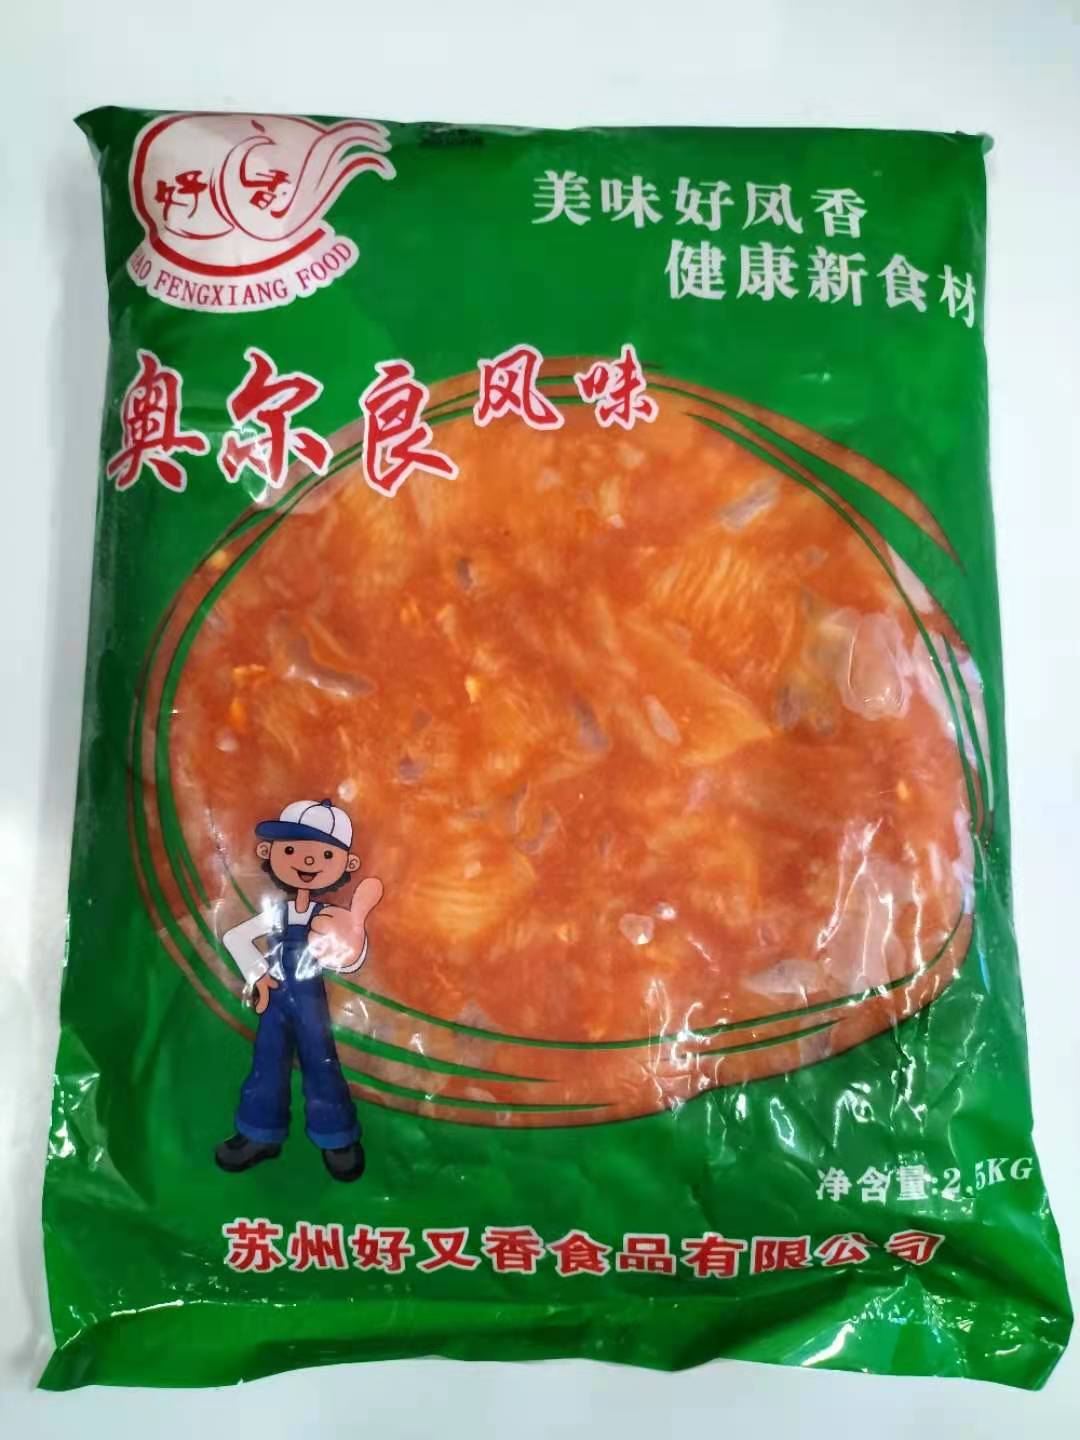 好香
HAO FENGXIANG FOOD
美味好凤香
健康新食材
奥尔良风味
净含量:2.5KG
苏州好又香食品有限公司